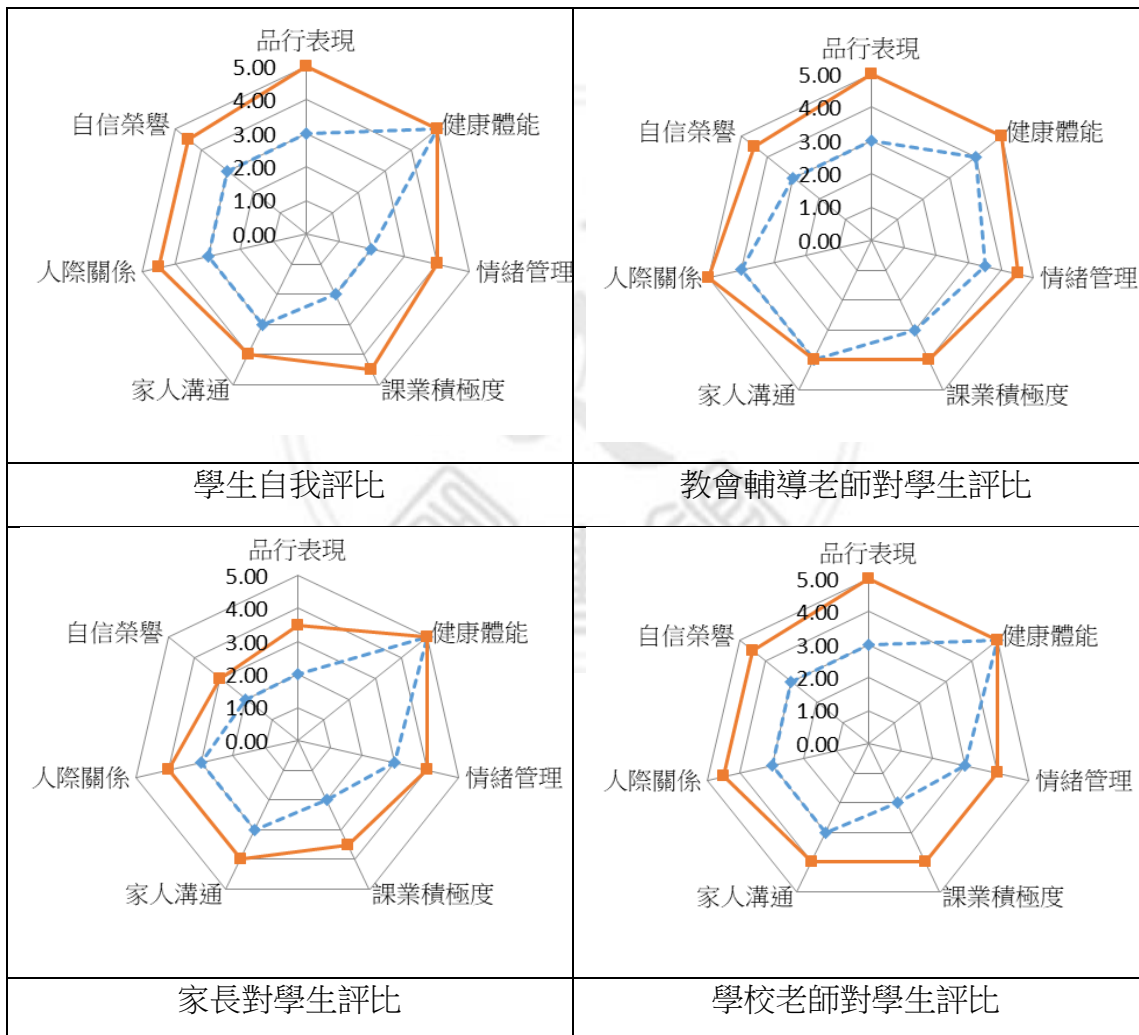 品行表現
5.00
4.00
3.00
2.00
1.00
0.00
健康體能
情緒管理
課業積極度
家人溝通
人際關係
自信榮譽
學生自我評比
品行表現
5.00
4.00
3.00
2.00
1.00
0.00
健康體能
情緒管理
課業積極度
家人溝通
人際關係
自信榮譽
教會輔導老師對學生評比
品行表現
5.00
4.00
3.00
2.00
1.00
0.00
健康體能
情緒管理
課業積極度
家人溝通
人際關係
自信榮譽
家長對學生評比
品行表現
5.00
4.00
3.00
2.00
1.00
0.00
健康體能
情緒管理
課業積極度
家人溝通
人際關係
自信榮譽
學校老師對學生評比